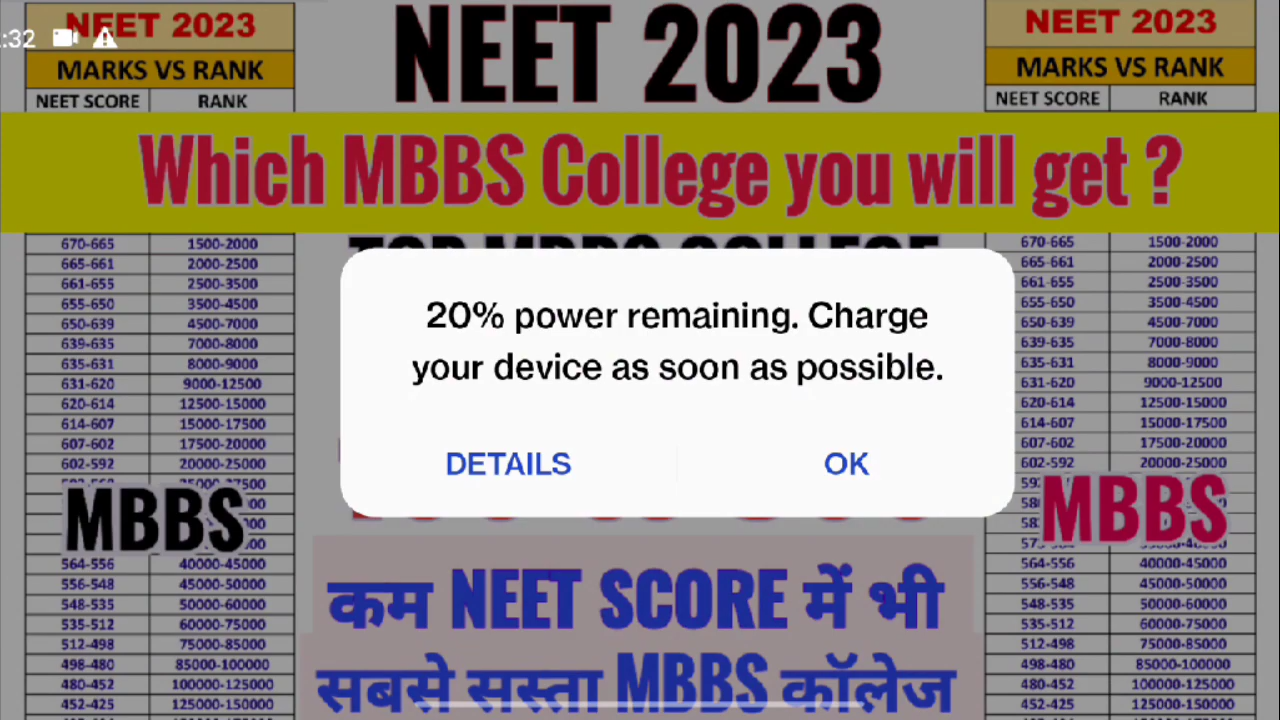 :32
NEET 2023
MARKS VS RANK
NEET SCORE RANK
NEET 2023
NEET 2023
MARKS VS RANK
NEET SCORE RANK
Which MBBS College you will get ?
670-665 1500-2000
665-661 2000-2500
661-655 2500-3500
655-650 3500-4500
650-639 4500-7000
639-635 7000-8000
635-631 8000-9000
631-620 9000-12500
620-614 12500-15000
614-607 15000-17500
607-602 17500-20000
602-592 20000-25000
MBBS
564-556 40000-45000
556-548 45000-50000
548-535 50000-60000
535-512 60000-75000
512-498 75000-85000
498-480 85000-100000
480-452 100000-125000
452-425 125000-150000
TOP MBBS COLLEGE
20% power remaining. Charge
your device as soon as possible.
DETAILS OK
कम NEET SCORE में भी
सबसे सस्ता MBBS कॉलेज
670-665 1500-2000
665-661 2000-2500
661-655 2500-3500
655-650 3500-4500
650-639 4500-7000
639-635 7000-8000
635-631 8000-9000
631-620 9000-12500
620-614 12500-15000
614-607 15000-17500
607-602 17500-20000
602-592 20000-25000
MBBS
564-556 40000-45000
556-548 45000-50000
548-535 50000-60000
535-512 60000-75000
512-498 75000-85000
498-480 85000-100000
480-452 100000-125000
452-425 125000-150000